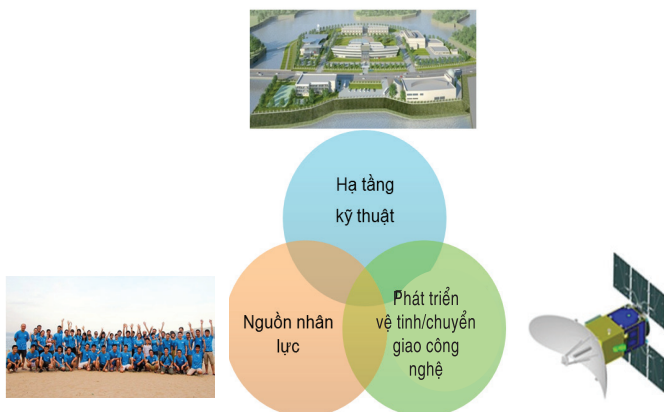 Hạ tầng
kỹ thuật
Nguồn nhân
lực
Phát triển
vệ tinh/chuyển
giao công
nghệ